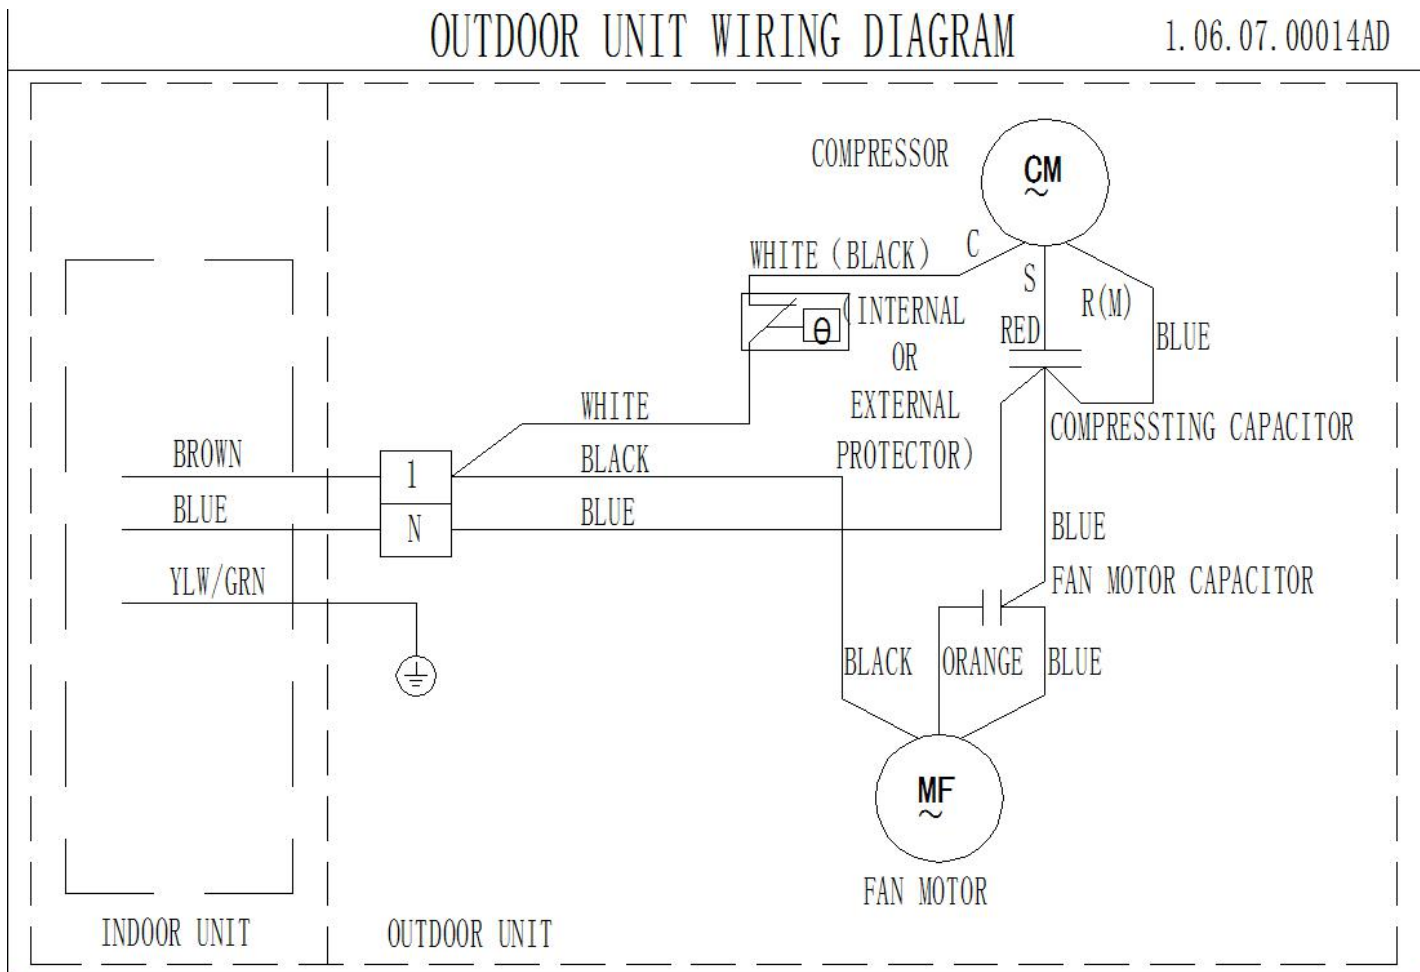 OUTDOOR UNIT WIRING DIAGRAM 1.06.07.00014AD
COMPRESSOR
CM
~
WHITE (BLACK)
C
S
R(M)
RED
BLUE
θ
(INTERNAL
OR
EXTERNAL
PROTECTOR)
COMPRESSTING CAPACITOR
WHITE
BROWN
1
BLACK
BLUE
N
BLUE
BLUE
YLW/GRN
FAN MOTOR CAPACITOR
BLACK
ORANGE
BLUE
MF
~
FAN MOTOR
INDOOR UNIT
OUTDOOR UNIT